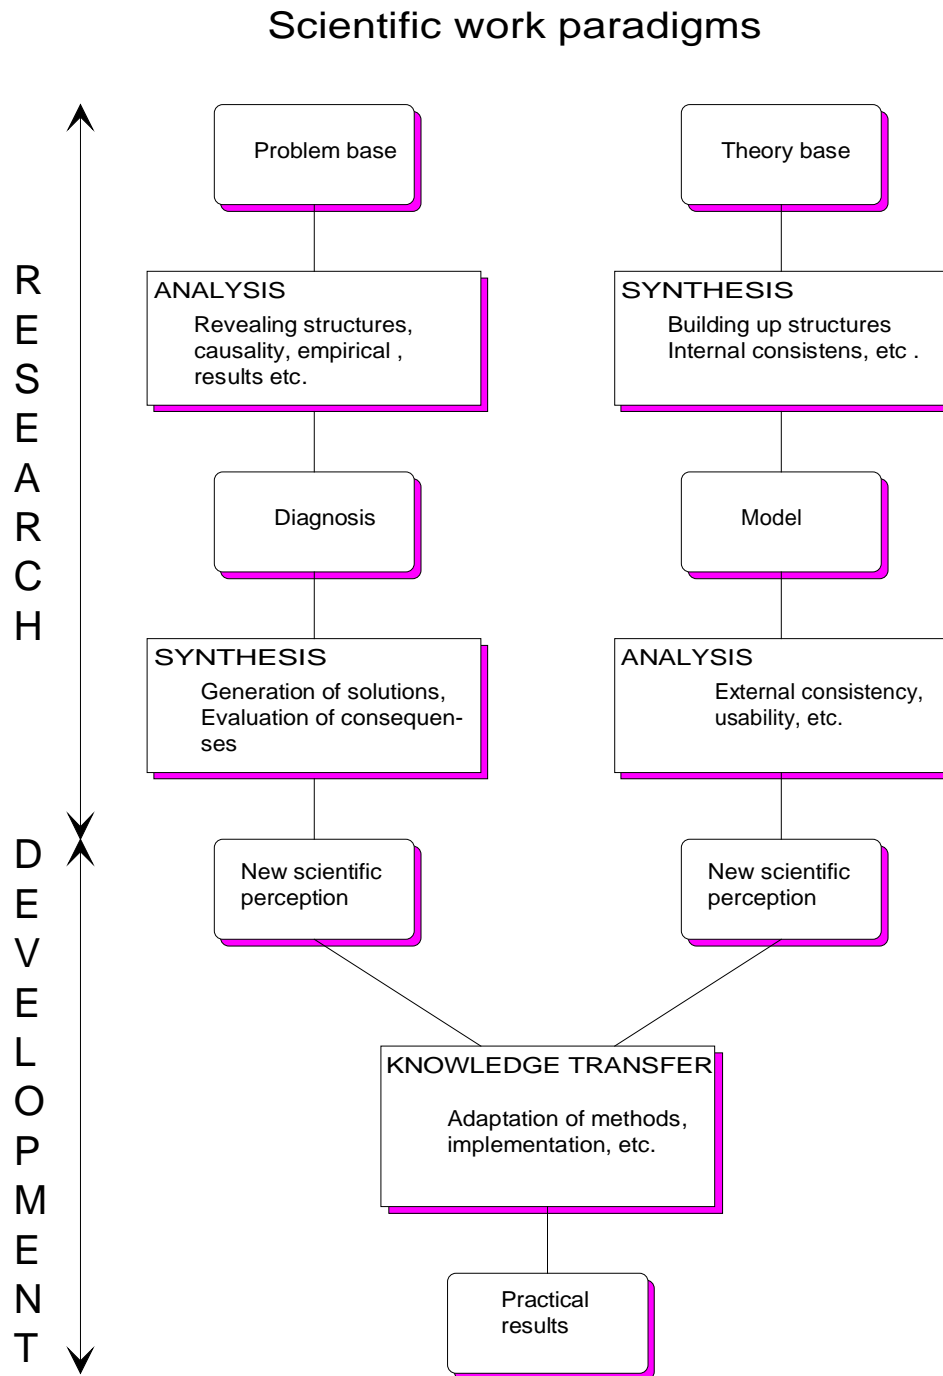 Scientific work paradigms
RESEARCH
DEVELOPMENT
Problem base
Theory base
ANALYSIS
Revealing structures,
causality, empirical ,
results etc.
SYNTHESIS
Building up structures
Internal consistens, etc .
Diagnosis
Model
SYNTHESIS
Generation of solutions,
Evaluation of consequen-
ses
ANALYSIS
External consistency,
usability, etc.
New scientific
perception
New scientific
perception
KNOWLEDGE TRANSFER
Adaptation of methods,
implementation, etc.
Practical
results